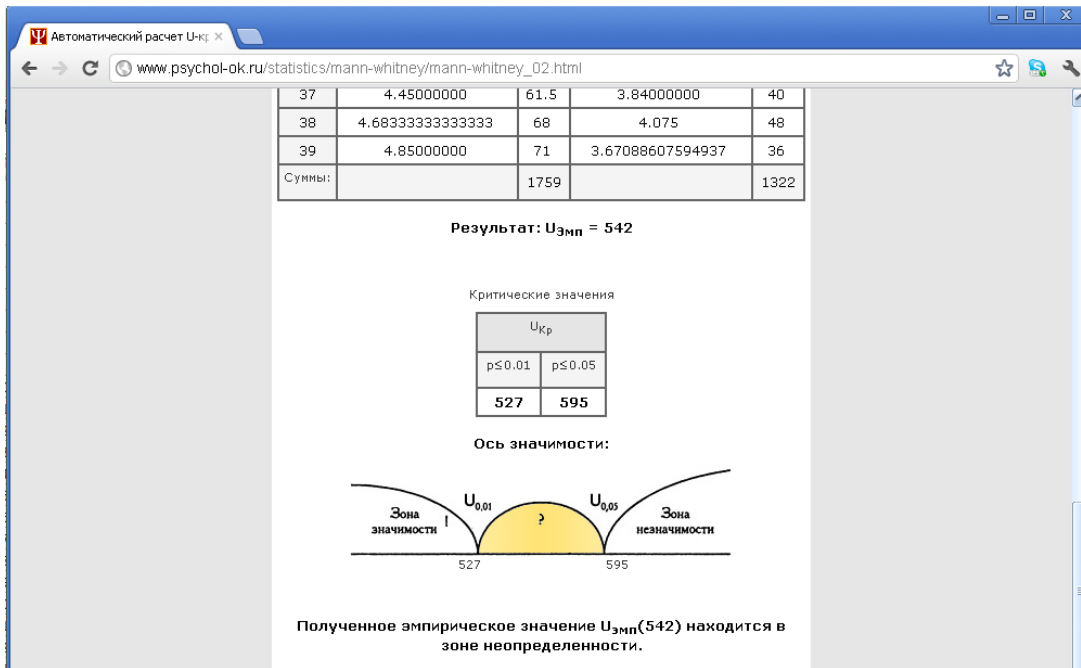 Автоматический расчет U-кр
www.psychol-ok.ru/statistics/mann-whitney/mann-whitney_02.html
37 4.45000000 61.5 3.84000000 40
38 4.68333333333333 68 4.075 48
39 4.85000000 71 3.67088607594937 36
Суммы: 1759 1322
Результат: UЭмп = 542
Критические значения
UКр
p≤0.01 p≤0.05
527 595
Ось значимости:
U0,01 U0,05
Зона ! ? Зона
значимости незначимости
527 595
Полученное эмпирическое значение Uэмп(542) находится в
зоне неопределенности.